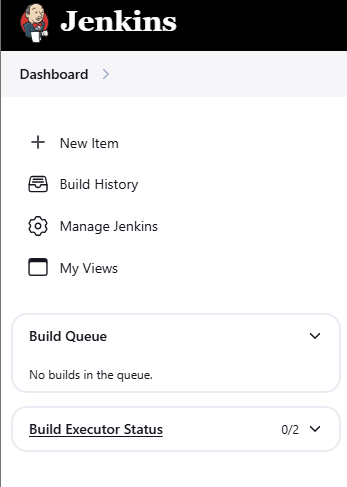 Jenkins
Dashboard
New Item
Build History
Manage Jenkins
My Views
Build Queue
No builds in the queue.
Build Executor Status 0/2